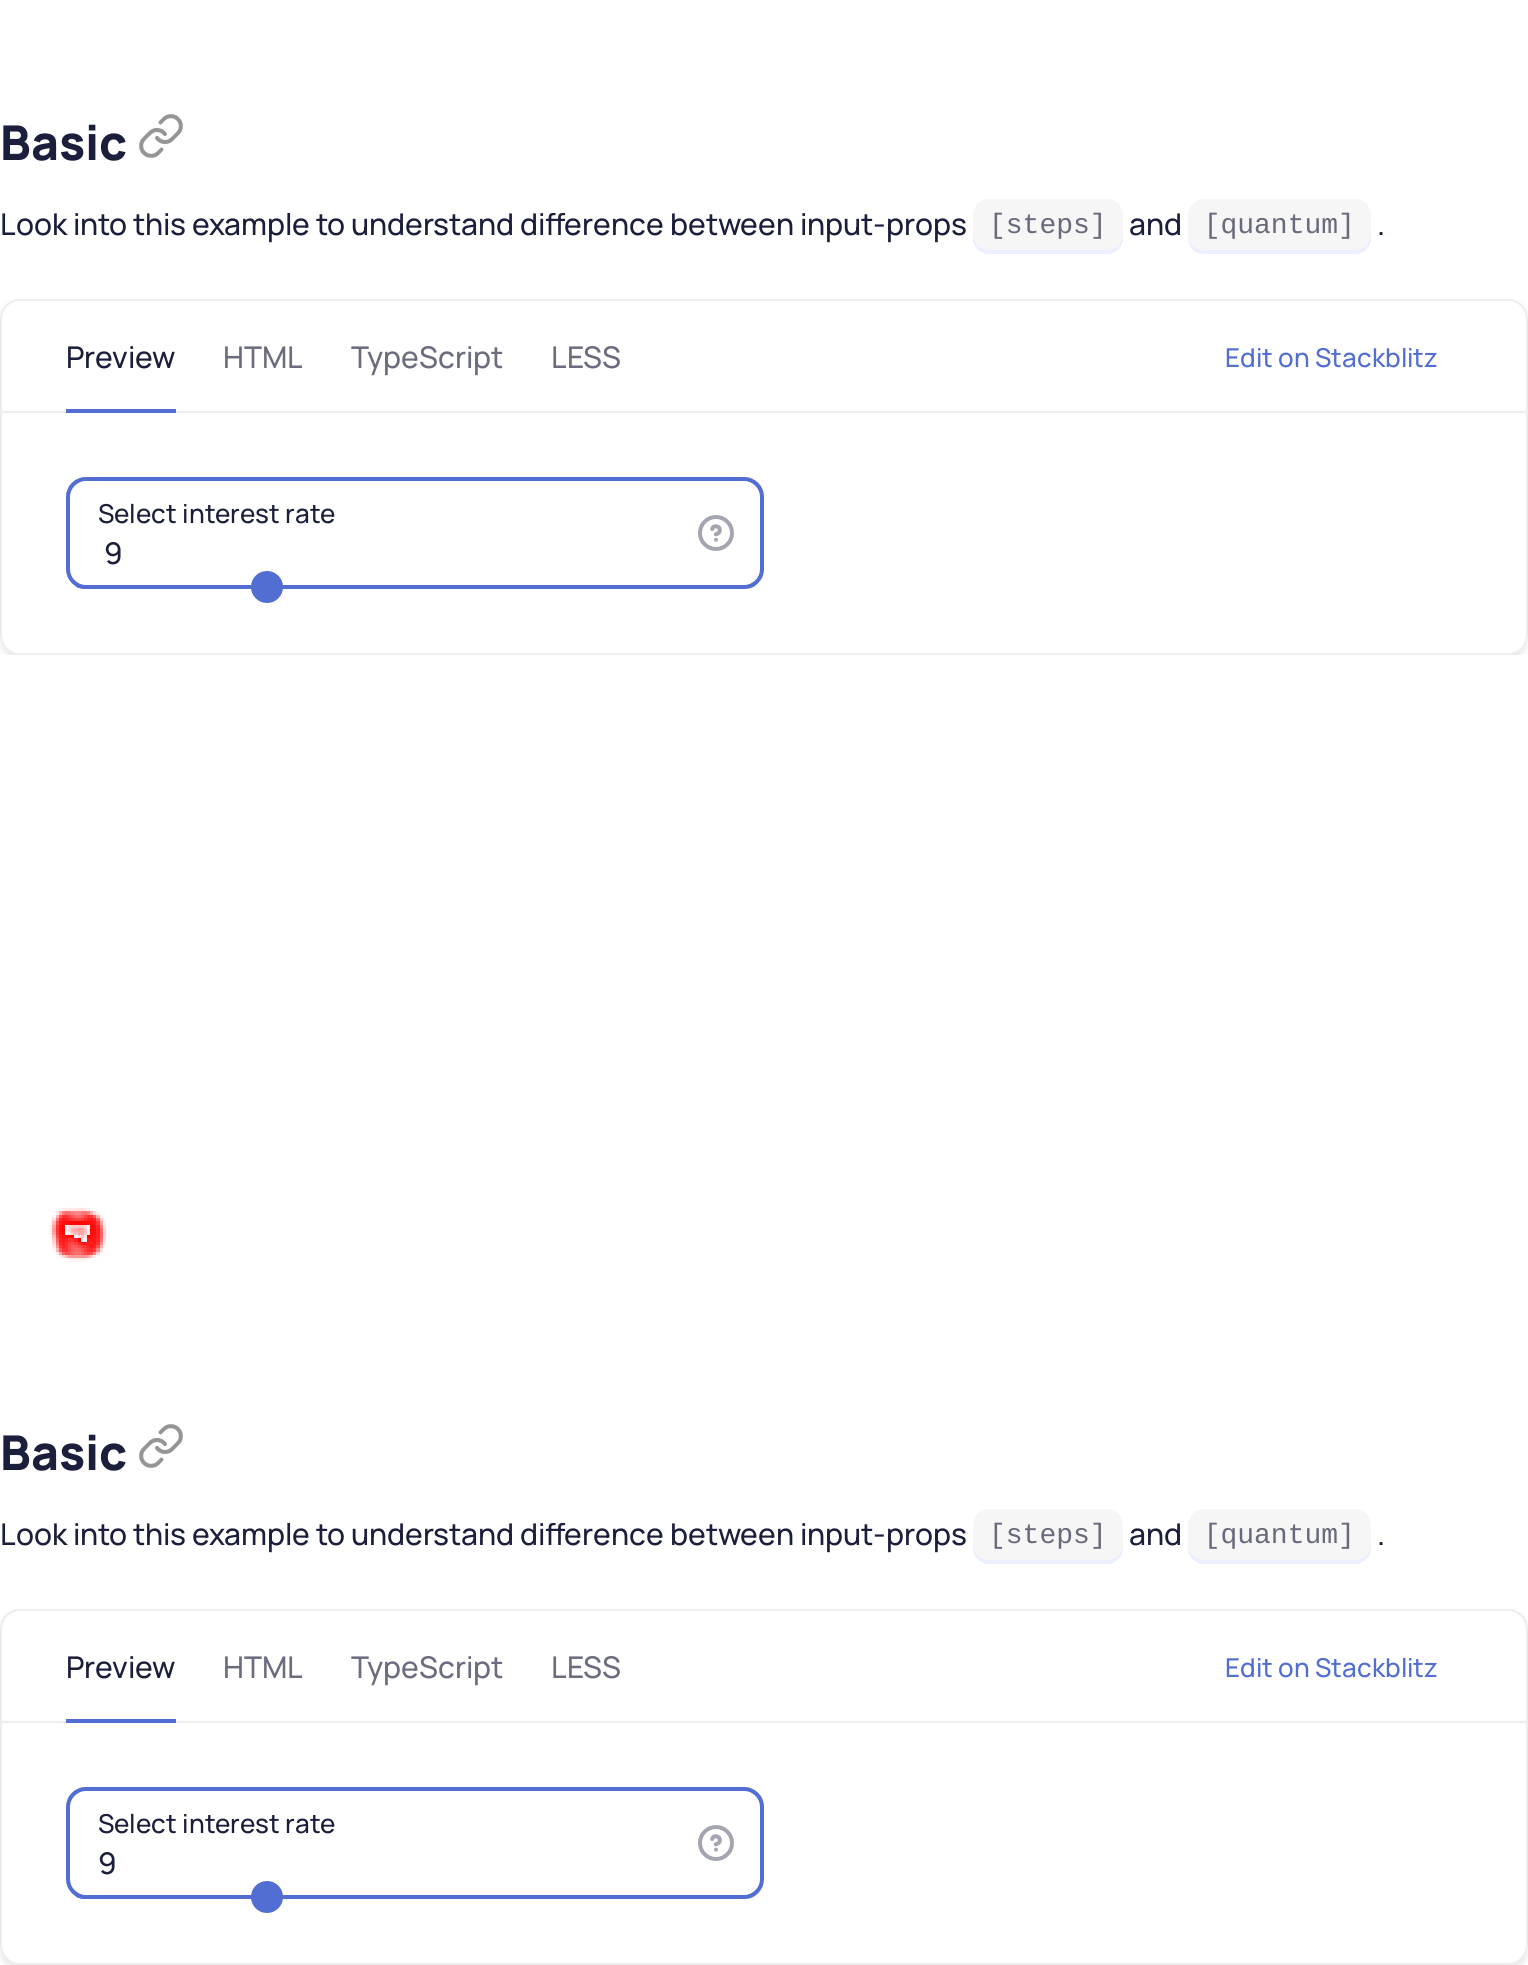 Basic
Look into this example to understand difference between input-props [steps] and [quantum] .
Preview HTML TypeScript LESS Edit on Stackblitz
Select interest rate
9
Basic
Look into this example to understand difference between input-props [steps] and [quantum] .
Preview HTML TypeScript LESS Edit on Stackblitz
Select interest rate
9